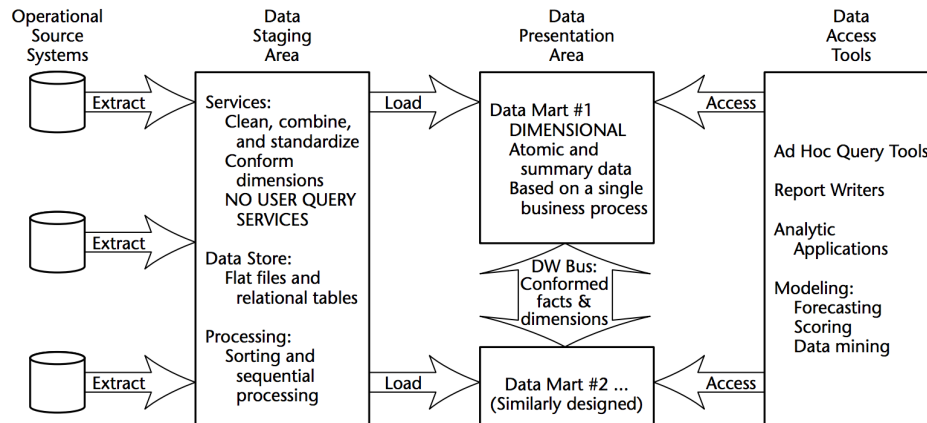 Operational
Source
Systems
Data
Staging
Area
Data
Presentation
Area
Data
Access
Tools
Extract
Extract
Extract
Services:
Clean, combine,
and standardize
Conform
dimensions
NO USER QUERY
SERVICES
Data Store:
Flat files and
relational tables
Processing:
Sorting and
sequential
processing
Load
Load
Data Mart #1
DIMENSIONAL
Atomic and
summary data
Based on a single
business process
DW Bus:
Conformed
facts &
dimensions
Data Mart #2 ...
(Similarly designed)
Access
Access
Ad Hoc Query Tools
Report Writers
Analytic
Applications
Modeling:
Forecasting
Scoring
Data mining